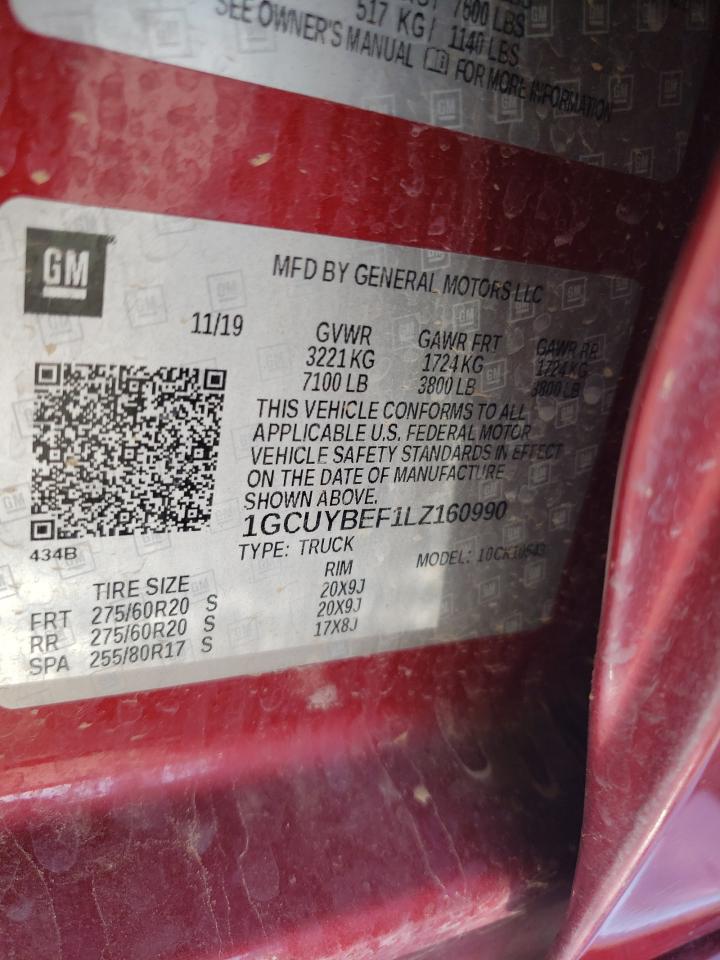 7600 LBS
517 KG / 1140 LBS
SEE OWNER'S MANUAL FOR MORE INFORMATION
GM
MFD BY GENERAL MOTORS LLC
11/19
GVWR GAWR FRT GAWR RR
3221 KG 1724 KG 1724 KG
7100 LB 3800 LB 3800 LB
THIS VEHICLE CONFORMS TO ALL
APPLICABLE U.S. FEDERAL MOTOR
VEHICLE SAFETY STANDARDS IN EFFECT
ON THE DATE OF MANUFACTURE
SHOWN ABOVE.
1GCUYBEF1LZ160990
434B
TYPE: TRUCK MODEL: 10CK10543
TIRE SIZE RIM
FRT 275/60R20 S 20X9J
RR 275/60R20 S 20X9J
SPA 255/80R17 S 17X8J